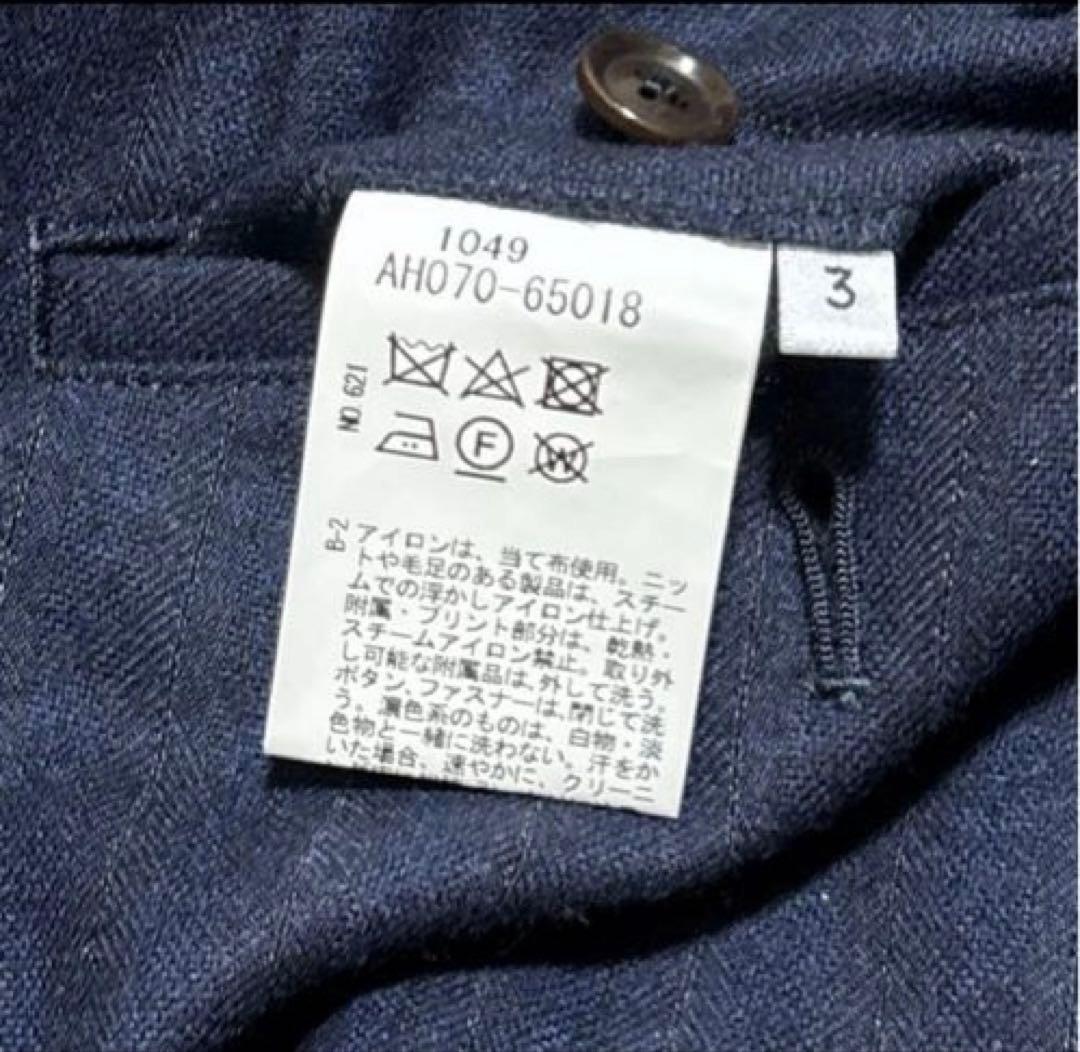 1049
AH070-65018
3
NO.621
F
W
B-2
アイロンは、当て布使用。ニッ
トや毛足のある製品は、スチー
ムでの浮かしアイロン仕上げ。
附属・プリント部分は、乾熱・
スチームアイロン禁止。取り外
し可能な附属品は、外して洗う。
ボタン、ファスナーは、閉じて洗
う。濃色系のものは、白物・淡
色物と一緒に洗わない。汗をか
いた場合、速やかに、クリーニ